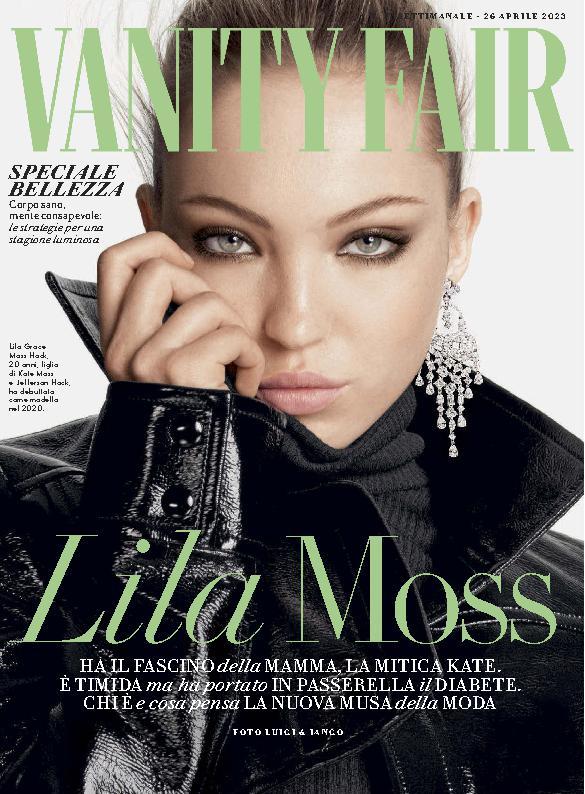 SETTIMANALE - 26 APRILE 2023
VANITY FAIR
SPECIALE
BELLEZZA
Corpo sano,
mente consapevole:
le strategie per una
stagione luminosa
Lila Grace
Moss Hack,
20 anni, figlia
di Kate Moss
e Jefferson Hack,
ha debuttato
come modella
nel 2020.
Lila Moss
HA IL FASCINO della MAMMA, LA MITICA KATE.
È TIMIDA ma ha portato IN PASSERELLA il DIABETE.
CHI È e cosa pensa LA NUOVA MUSA della MODA
FOTO LUIGI & IANGO